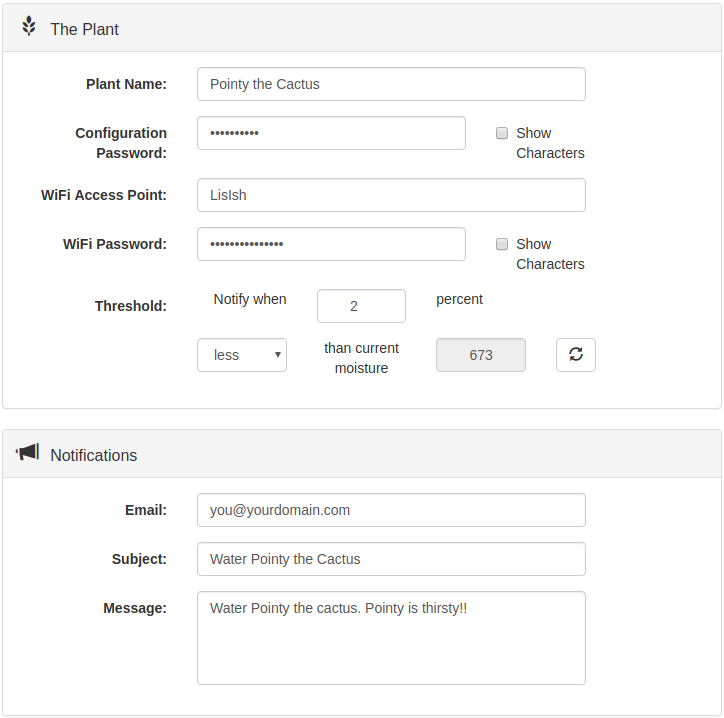 The Plant
Plant Name: Pointy the Cactus
Configuration Password: •••••••••• Show Characters
WiFi Access Point: LisIsh
WiFi Password: ••••••••••••••• Show Characters
Threshold: Notify when 2 percent
less than current moisture 673
Notifications
Email: you@yourdomain.com
Subject: Water Pointy the Cactus
Message: Water Pointy the cactus. Pointy is thirsty!!